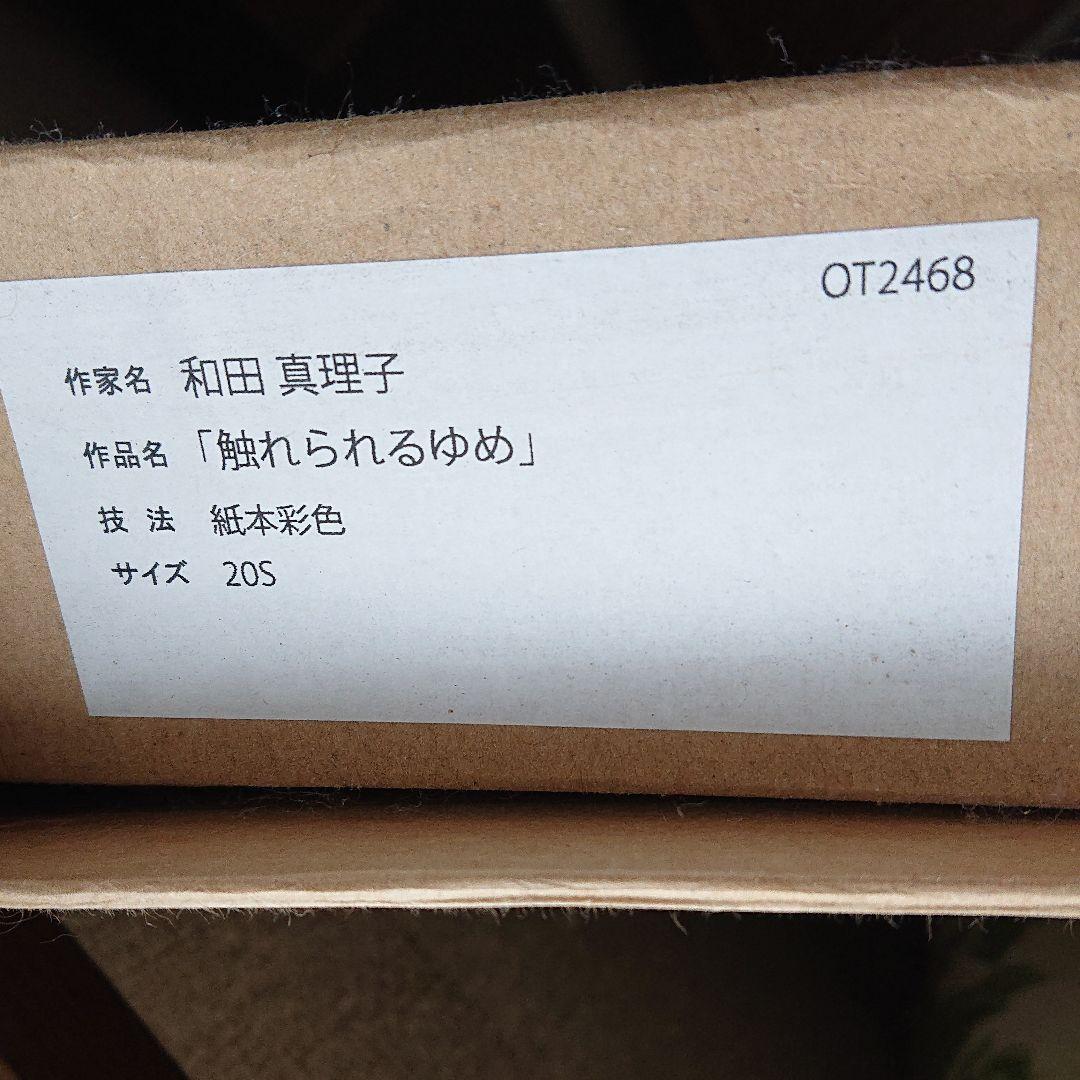 OT2468
作家名 和田 真理子
作品名 「触れられるゆめ」
技 法 紙本彩色
サイズ 20S